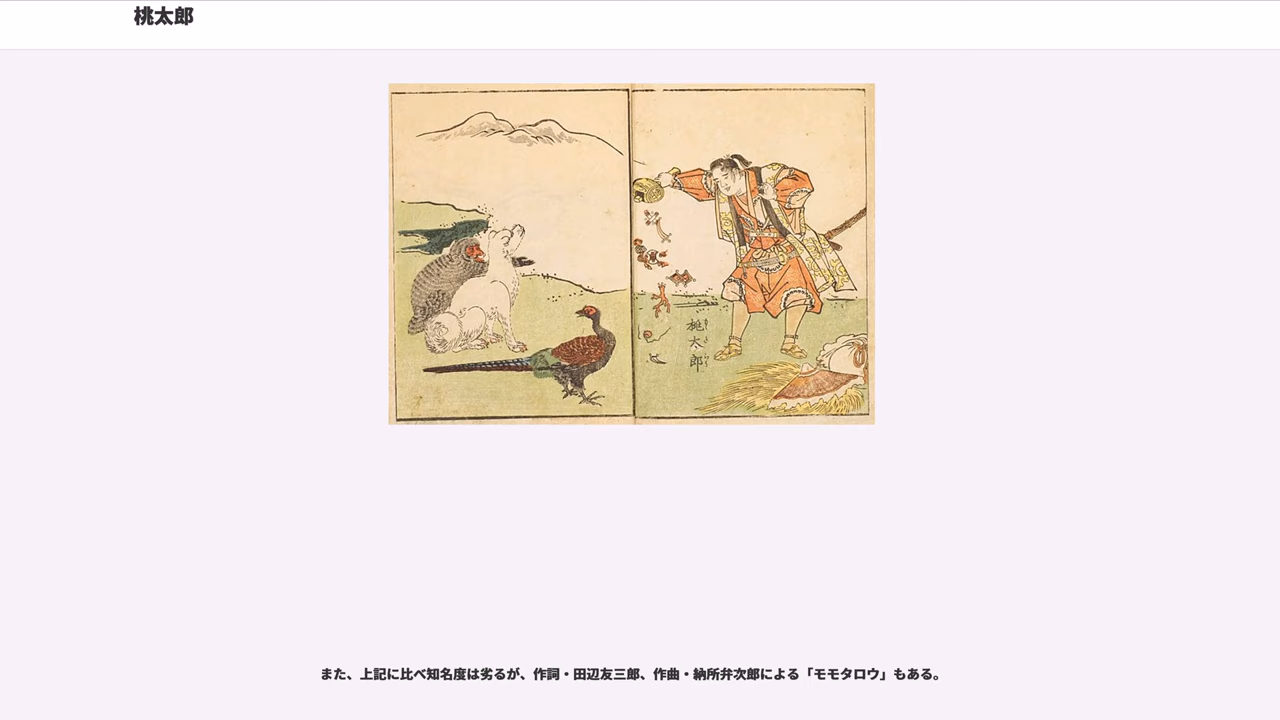 桃太郎
桃太郎
また、上記に比べ知名度は劣るが、作詞・田辺友三郎、作曲・納所弁次郎による「モモタロウ」もある。